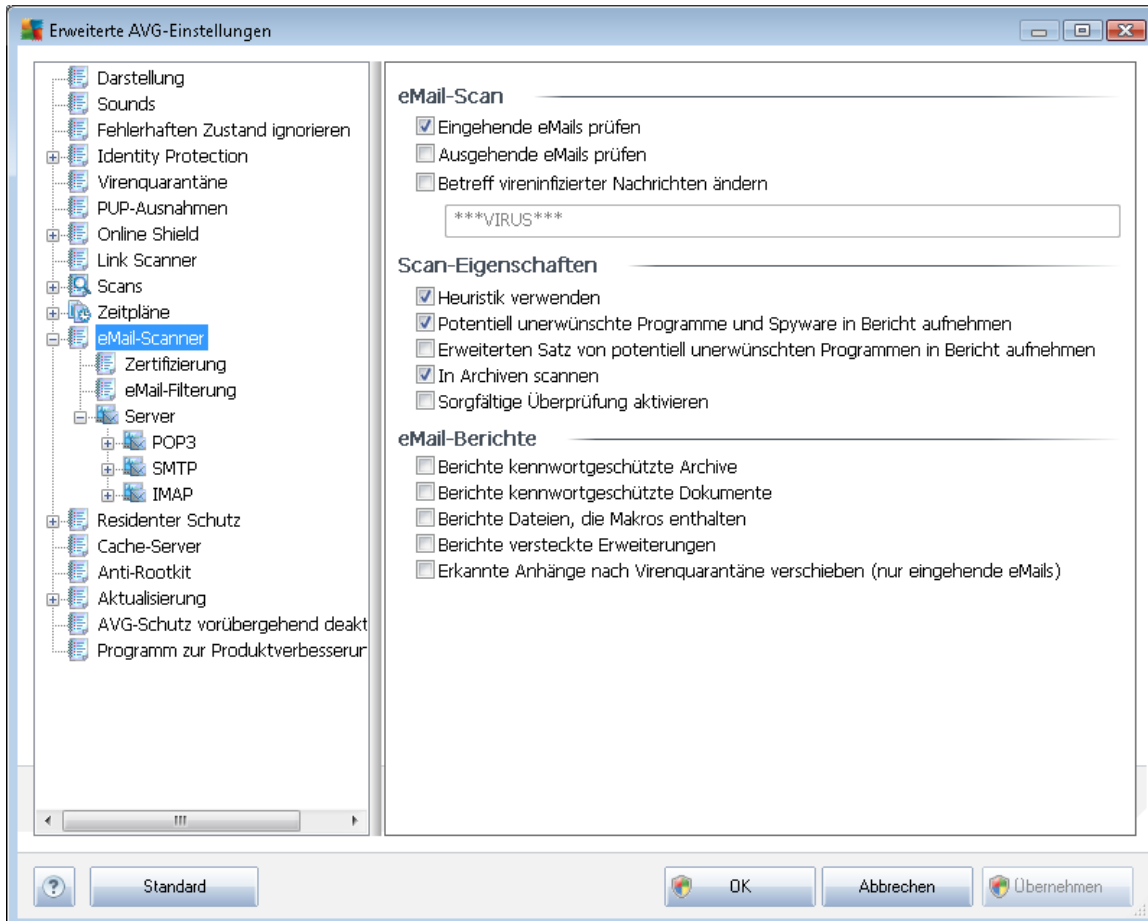 Erweiterte AVG-Einstellungen
Darstellung
Sounds
Fehlerhaften Zustand ignorieren
Identity Protection
Virenquarantäne
PUP-Ausnahmen
Online Shield
Link Scanner
Scans
Zeitpläne
eMail-Scanner
Zertifizierung
eMail-Filterung
Server
POP3
SMTP
IMAP
Residenter Schutz
Cache-Server
Anti-Rootkit
Aktualisierung
AVG-Schutz vorübergehend deakt
Programm zur Produktverbesserur
eMail-Scan
Eingehende eMails prüfen
Ausgehende eMails prüfen
Betreff vireninfizierter Nachrichten ändern
***VIRUS***
Scan-Eigenschaften
Heuristik verwenden
Potentiell unerwünschte Programme und Spyware in Bericht aufnehmen
Erweiterten Satz von potentiell unerwünschten Programmen in Bericht aufnehmen
In Archiven scannen
Sorgfältige Überprüfung aktivieren
eMail-Berichte
Berichte kennwortgeschützte Archive
Berichte kennwortgeschützte Dokumente
Berichte Dateien, die Makros enthalten
Berichte versteckte Erweiterungen
Erkannte Anhänge nach Virenquarantäne verschieben (nur eingehende eMails)
? Standard OK Abbrechen Übernehmen